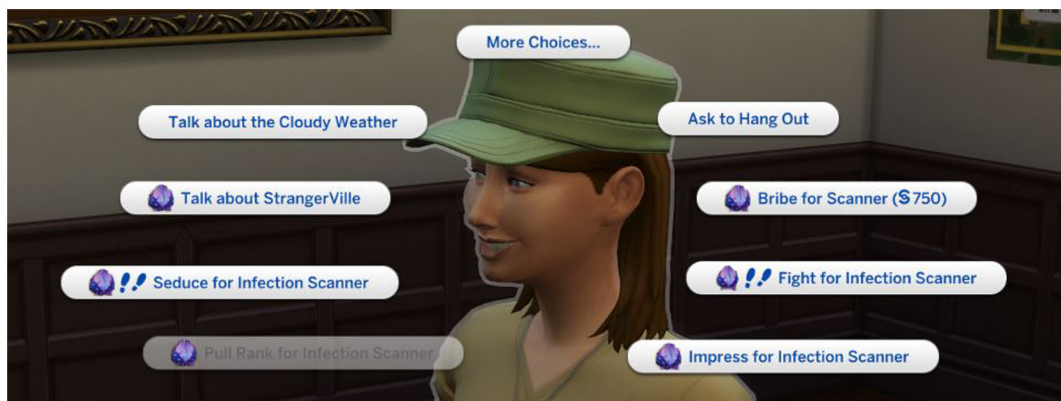 More Choices...
Talk about the Cloudy Weather
Ask to Hang Out
Talk about StrangerVille
Bribe for Scanner (§750)
Seduce for Infection Scanner
Fight for Infection Scanner
Pull Rank for Infection Scanner
Impress for Infection Scanner